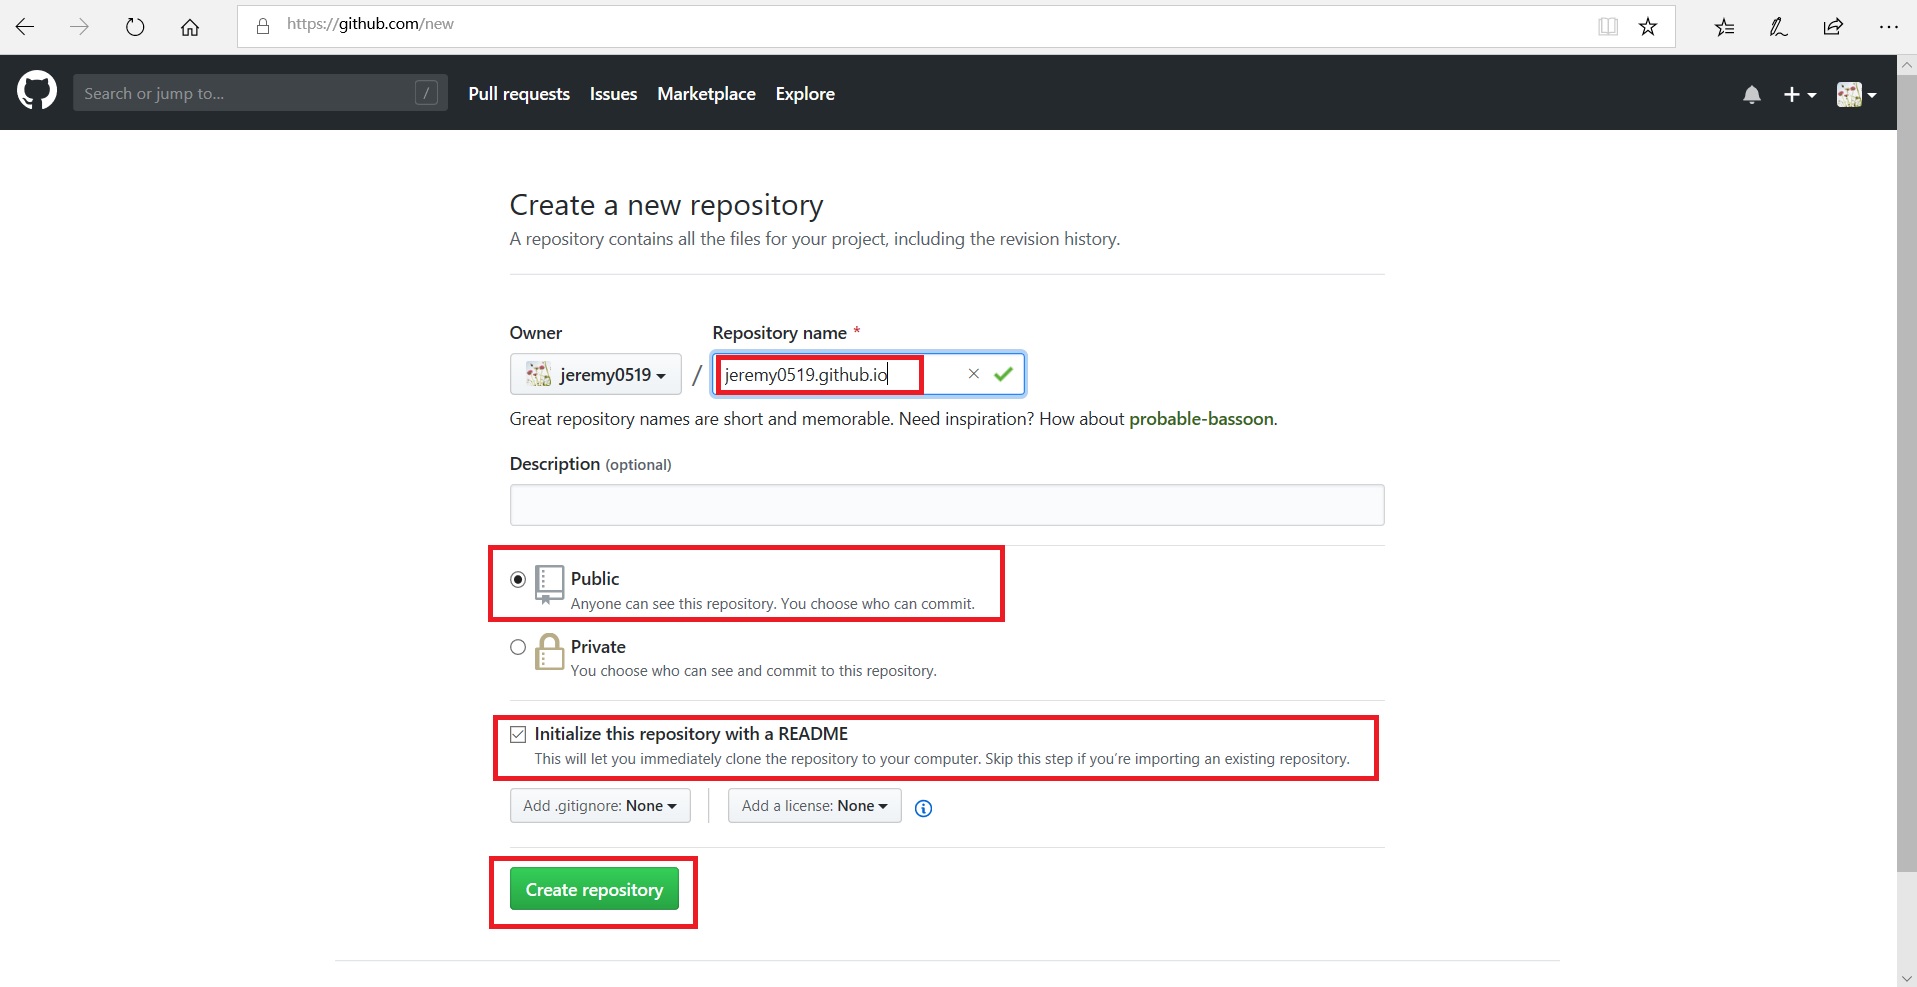 https://github.com/new
Search or jump to... /
Pull requests Issues Marketplace Explore
Create a new repository
A repository contains all the files for your project, including the revision history.
Owner Repository name *
jeremy0519 / jeremy0519.github.io
Great repository names are short and memorable. Need inspiration? How about probable-bassoon.
Description (optional)
Public
Anyone can see this repository. You choose who can commit.
Private
You choose who can see and commit to this repository.
Initialize this repository with a README
This will let you immediately clone the repository to your computer. Skip this step if you’re importing an existing repository.
Add .gitignore: None Add a license: None
Create repository